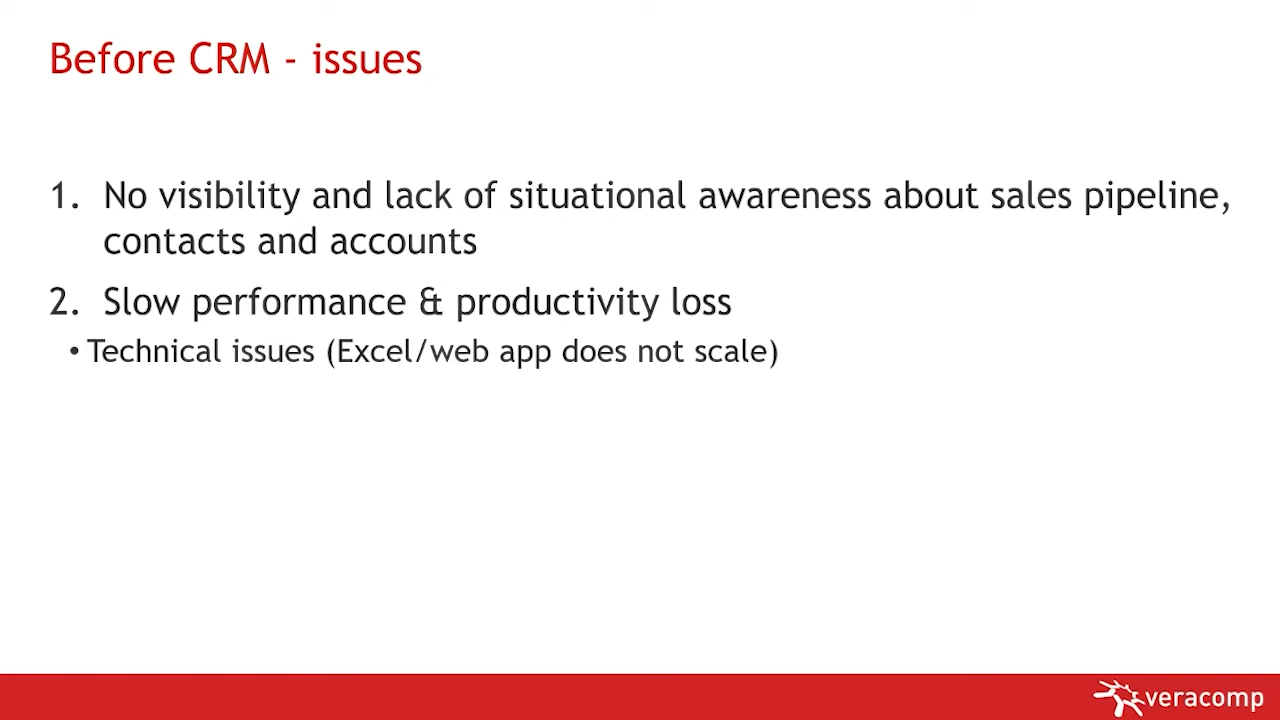 Before CRM - issues
1. No visibility and lack of situational awareness about sales pipeline,
contacts and accounts
2. Slow performance & productivity loss
• Technical issues (Excel/web app does not scale)
veracomp